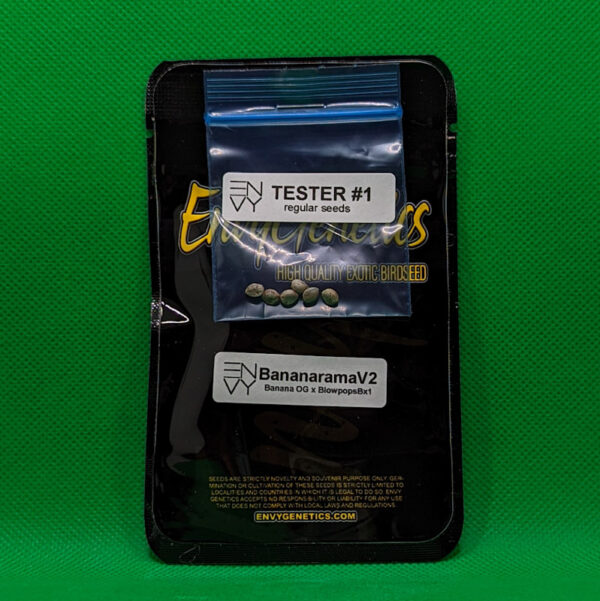 ENVY TESTER #1
regular seeds
EnvyGenetics
HIGH QUALITY EXOTIC BIRDSEED
ENVY BananaramaV2
Banana OG x BlowpopsBx1
SEEDS ARE STRICTLY NOVELTY AND SOUVENIR PURPOSE ONLY. GER-
MINATION OR CULTIVATION OF THESE SEEDS IS STRICTLY LIMITED TO
LOCALITIES AND COUNTRIES IN WHICH IT IS LEGAL TO DO SO. ENVY
GENETICS ACCEPTS NO RESPONSIBILITY OR LIABILITY FOR ANY USE
THAT DOES NOT COMPLY WITH LOCAL LAWS AND REGULATIONS.
ENVYGENETICS.COM